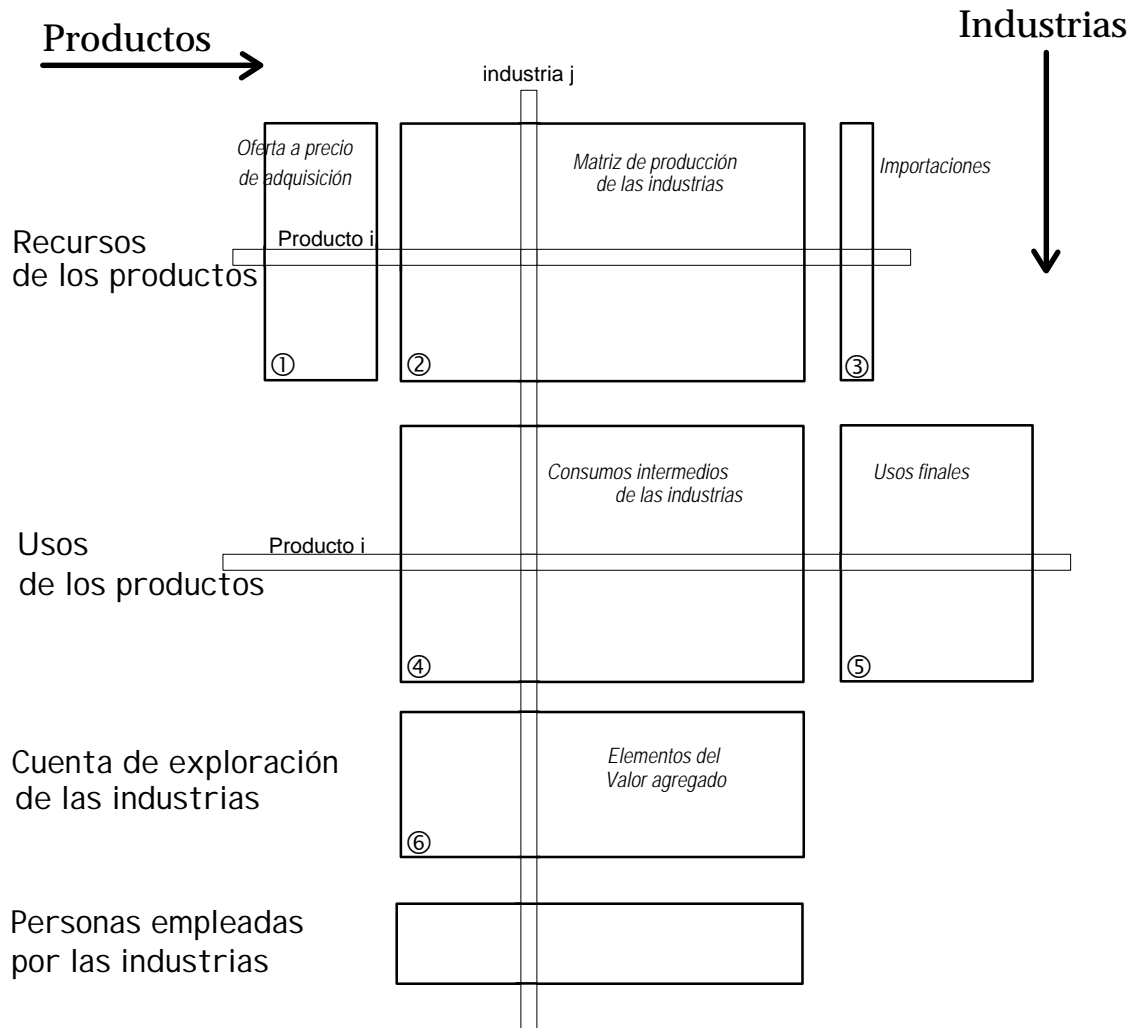 Productos
Industrias
industria j
Oferta a precio
de adquisición
Matriz de producción
de las industrias
Importaciones
Recursos
de los productos
Producto i
①
②
③
Consumos intermedios
de las industrias
Usos finales
Usos
de los productos
Producto i
④
⑤
Cuenta de exploración
de las industrias
Elementos del
Valor agregado
⑥
Personas empleadas
por las industrias